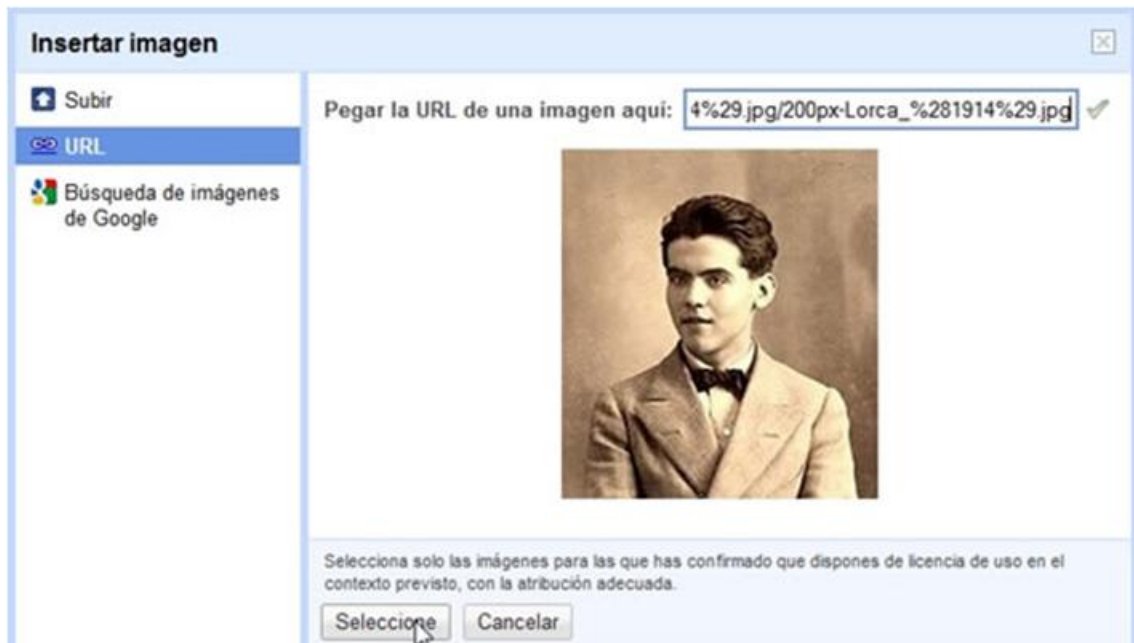 Insertar imagen
Subir
URL
Búsqueda de imágenes
de Google
Pegar la URL de una imagen aquí: 4%29.jpg/200px-Lorca_%281914%29.jpg
Selecciona solo las imágenes para las que has confirmado que dispones de licencia de uso en el
contexto previsto, con la atribución adecuada.
Seleccione Cancelar